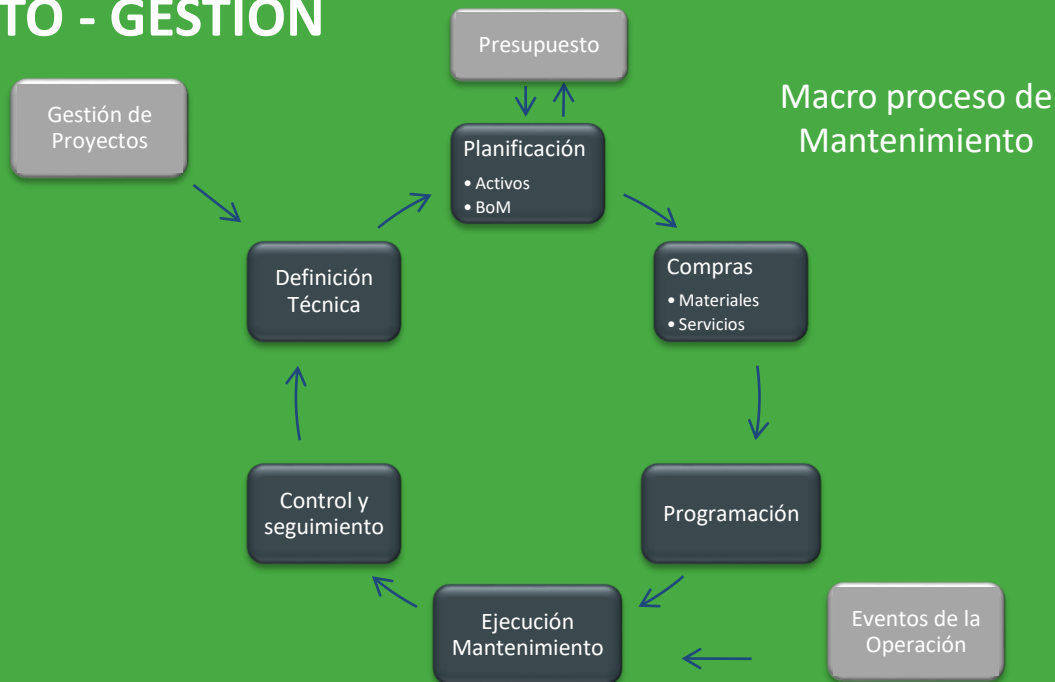 TO - GESTIÓN
Presupuesto
Macro proceso de
Mantenimiento
Gestión de
Proyectos
Planificación
• Activos
• BoM
Definición
Técnica
Compras
• Materiales
• Servicios
Control y
seguimiento
Programación
Ejecución
Mantenimiento
Eventos de la
Operación